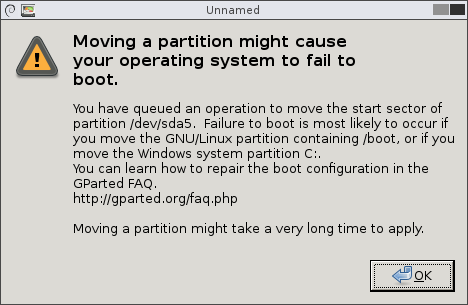 Unnamed
Moving a partition might cause
your operating system to fail to
boot.
You have queued an operation to move the start sector of
partition /dev/sda5.  Failure to boot is most likely to occur if
you move the GNU/Linux partition containing /boot, or if you
move the Windows system partition C:.
You can learn how to repair the boot configuration in the
GParted FAQ.
http://gparted.org/faq.php
Moving a partition might take a very long time to apply.
OK